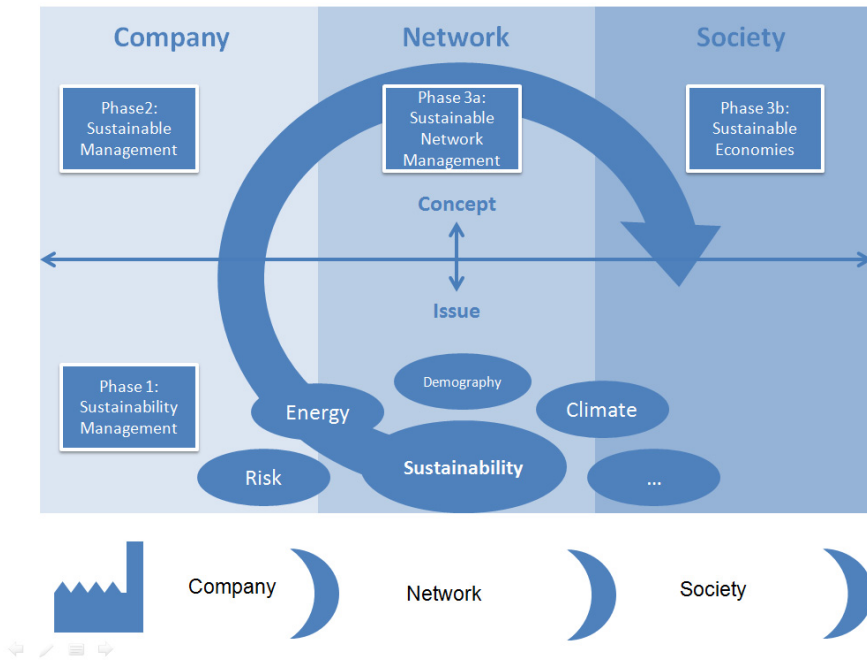 Company
Network
Society
Phase2:
Sustainable
Management
Phase 3a:
Sustainable
Network
Management
Phase 3b:
Sustainable
Economies
Concept
Issue
Phase 1:
Sustainability
Management
Demography
Energy
Climate
Risk
Sustainability
...
Company
Network
Society